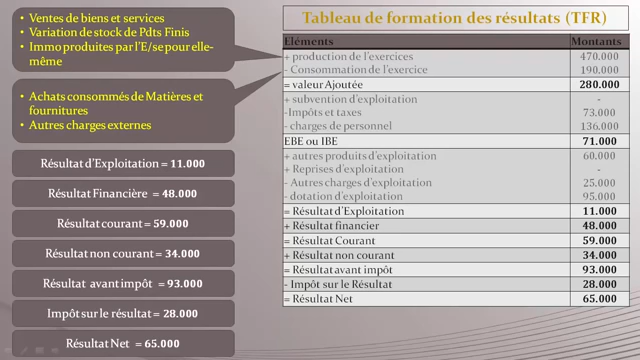 • Ventes de biens et services
• Variation de stock de Pdts Finis
• Immo produites par l'E/se pour elle-
même
• Achats consommés de Matières et
fournitures
• Autres charges externes
Résultat d'Exploitation = 11.000
Résultat Financière = 48.000
Résultat courant = 59.000
Résultat non courant = 34.000
Résultat avant impôt = 93.000
Impôt sur le résultat = 28.000
Résultat Net = 65.000
Tableau de formation des résultats (TFR)
Eléments Montants
+ production de l'exercices 470.000
- Consommation de l'exercice 190.000
= valeur Ajoutée 280.000
+ subvention d'exploitation -
-Impôts et taxes 73.000
- charges de personnel 136.000
EBE ou IBE 71.000
+ autres produits d'exploitation 60.000
+ Reprises d'exploitation -
- Autres charges d'exploitation 25.000
- dotation d'exploitation 95.000
= Résultat d'Exploitation 11.000
+ Résultat financier 48.000
= Résultat Courant 59.000
+ Résultat non courant 34.000
= Résultat avant impôt 93.000
- Impôt sur le Résultat 28.000
= Résultat Net 65.000